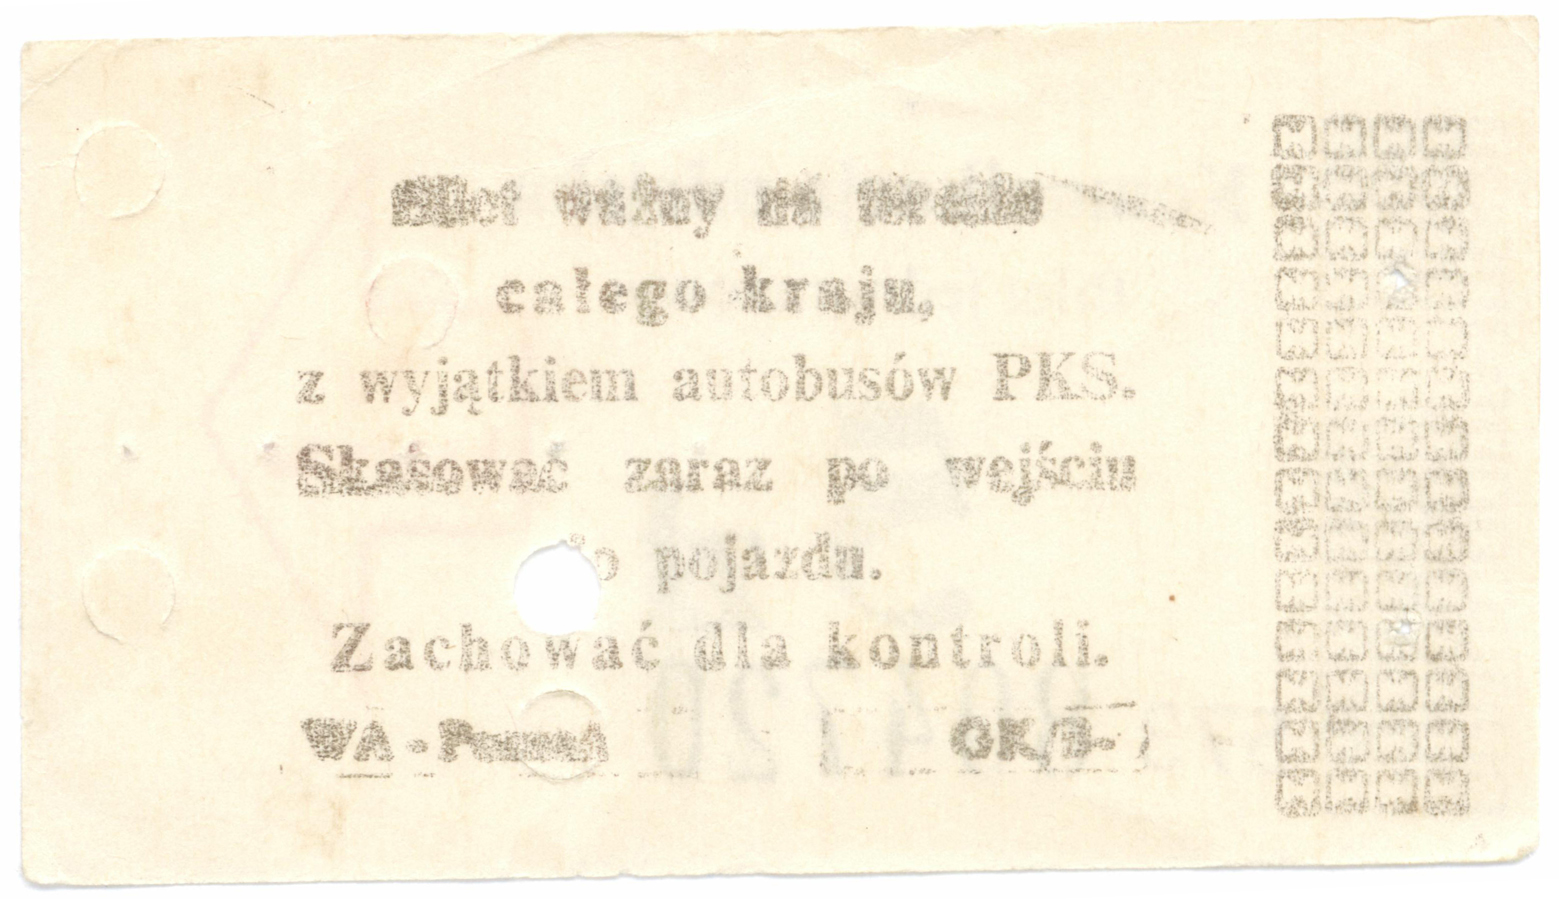 Bilet ważny na terenie
całego kraju,
z wyjątkiem autobusów PKS.
Skasować zaraz po wejściu
do pojazdu.
Zachować dla kontroli.
WA - Poznań GK/B-